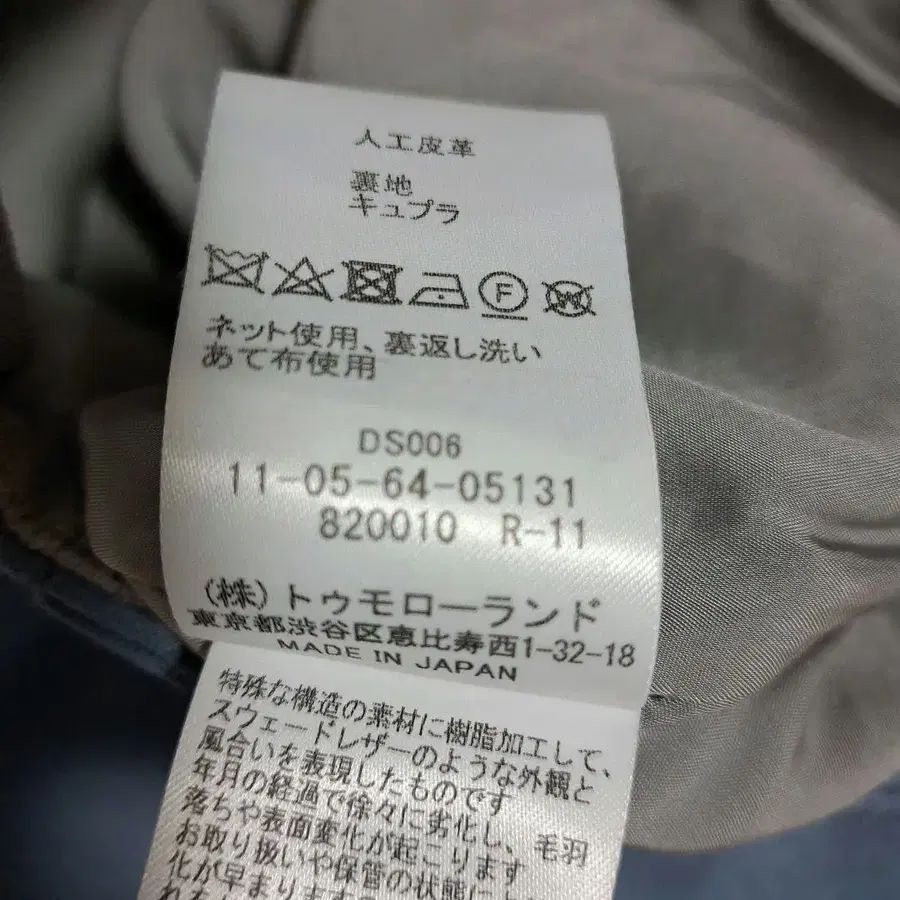 人工皮革
裏地
キュプラ
F
W
ネット使用、裏返し洗い
あて布使用
DS006
11-05-64-05131
820010 R-11
(株)トゥモローランド
東京都渋谷区恵比寿西1-32-18
MADE IN JAPAN
特殊な構造の素材に樹脂加工して、
スウェードレザーのような外観と
風合いを表現したものです
年月の経過で徐々に劣化し、毛羽
落ちや表面変化が起こります
お取り扱いや保管の状態に
化が早まります